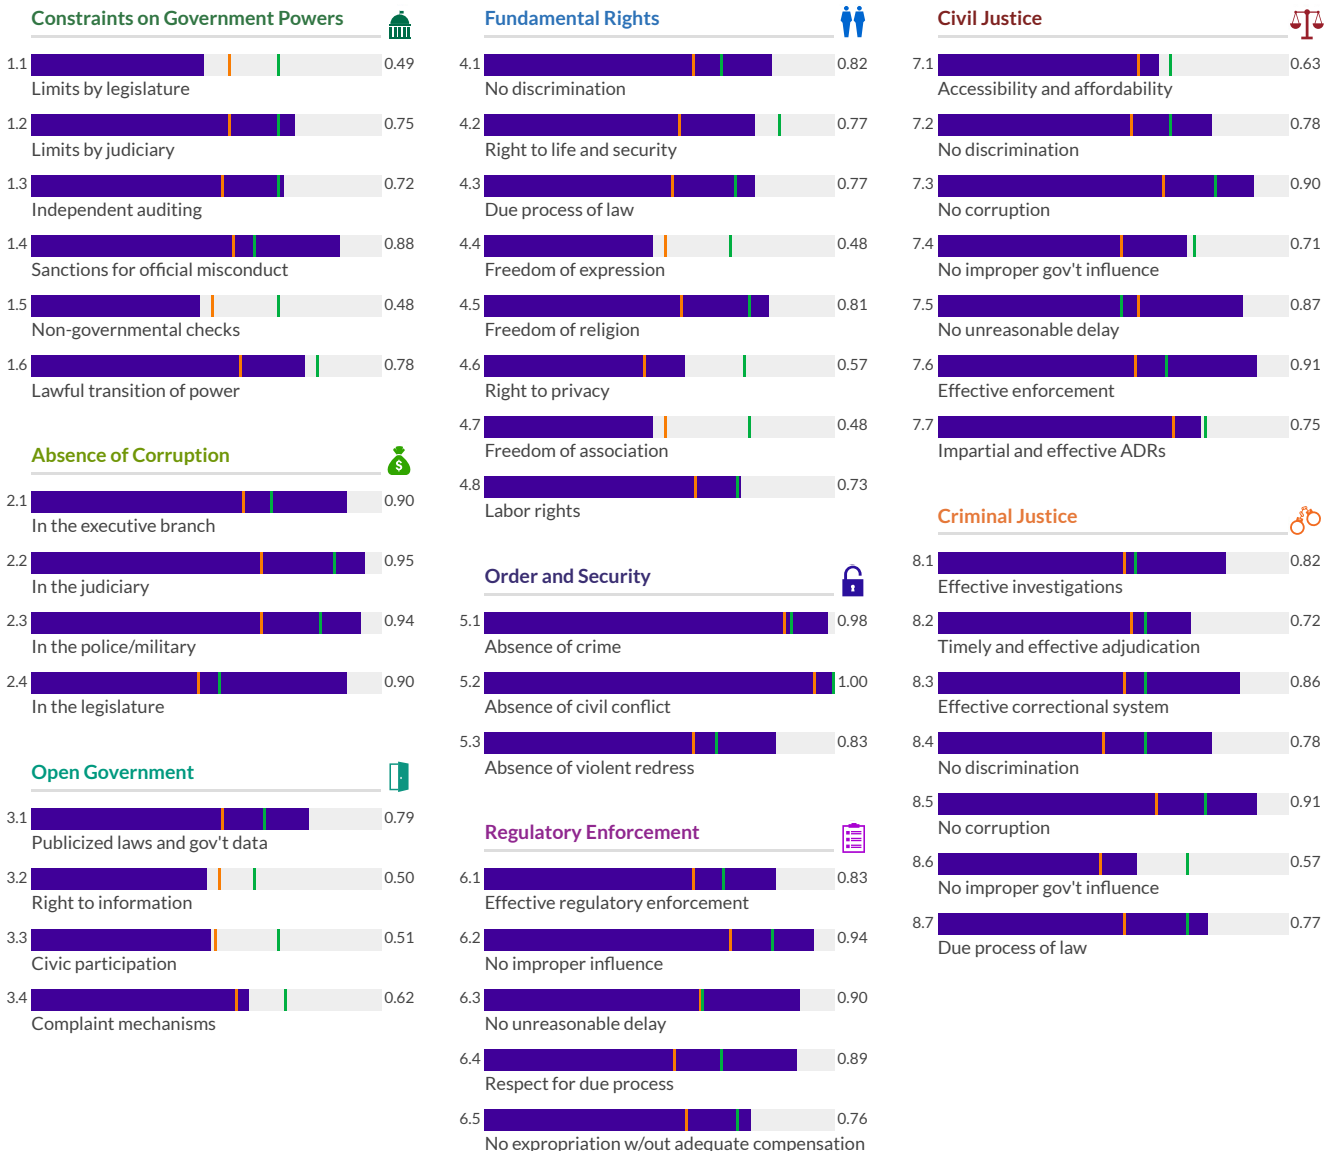 Constraints on Government Powers
1.1 0.49
Limits by legislature
1.2 0.75
Limits by judiciary
1.3 0.72
Independent auditing
1.4 0.88
Sanctions for official misconduct
1.5 0.48
Non-governmental checks
1.6 0.78
Lawful transition of power
Absence of Corruption
$
2.1 0.90
In the executive branch
2.2 0.95
In the judiciary
2.3 0.94
In the police/military
2.4 0.90
In the legislature
Open Government
3.1 0.79
Publicized laws and gov't data
3.2 0.50
Right to information
3.3 0.51
Civic participation
3.4 0.62
Complaint mechanisms
Fundamental Rights
4.1 0.82
No discrimination
4.2 0.77
Right to life and security
4.3 0.77
Due process of law
4.4 0.48
Freedom of expression
4.5 0.81
Freedom of religion
4.6 0.57
Right to privacy
4.7 0.48
Freedom of association
4.8 0.73
Labor rights
Order and Security
5.1 0.98
Absence of crime
5.2 1.00
Absence of civil conflict
5.3 0.83
Absence of violent redress
Regulatory Enforcement
6.1 0.83
Effective regulatory enforcement
6.2 0.94
No improper influence
6.3 0.90
No unreasonable delay
6.4 0.89
Respect for due process
6.5 0.76
No expropriation w/out adequate compensation
Civil Justice
7.1 0.63
Accessibility and affordability
7.2 0.78
No discrimination
7.3 0.90
No corruption
7.4 0.71
No improper gov't influence
7.5 0.87
No unreasonable delay
7.6 0.91
Effective enforcement
7.7 0.75
Impartial and effective ADRs
Criminal Justice
8.1 0.82
Effective investigations
8.2 0.72
Timely and effective adjudication
8.3 0.86
Effective correctional system
8.4 0.78
No discrimination
8.5 0.91
No corruption
8.6 0.57
No improper gov't influence
8.7 0.77
Due process of law